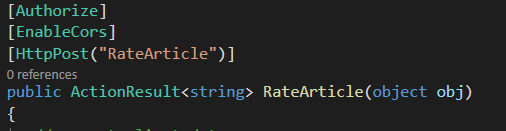 [Authorize]
[EnableCors]
[HttpPost("RateArticle")]
0 references
public ActionResult<string> RateArticle(object obj)
{